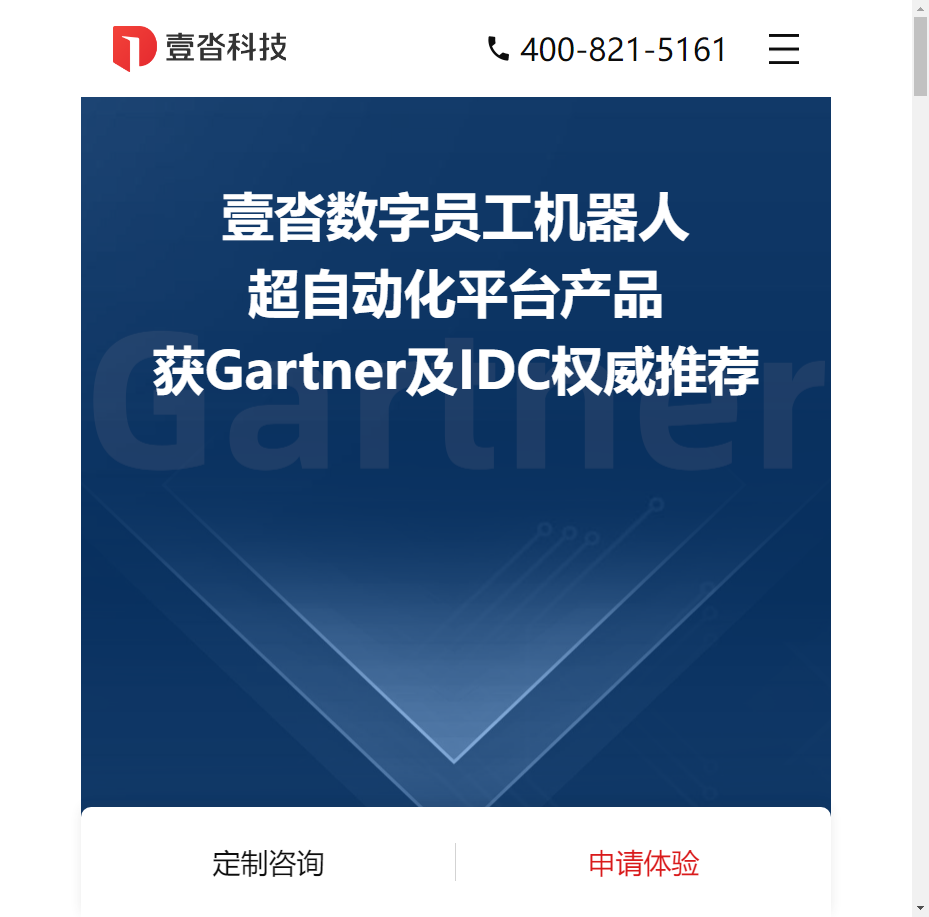 壹沓科技
400-821-5161
壹沓数字员工机器人
超自动化平台产品
获Gartner及IDC权威推荐
Gartner
定制咨询
申请体验